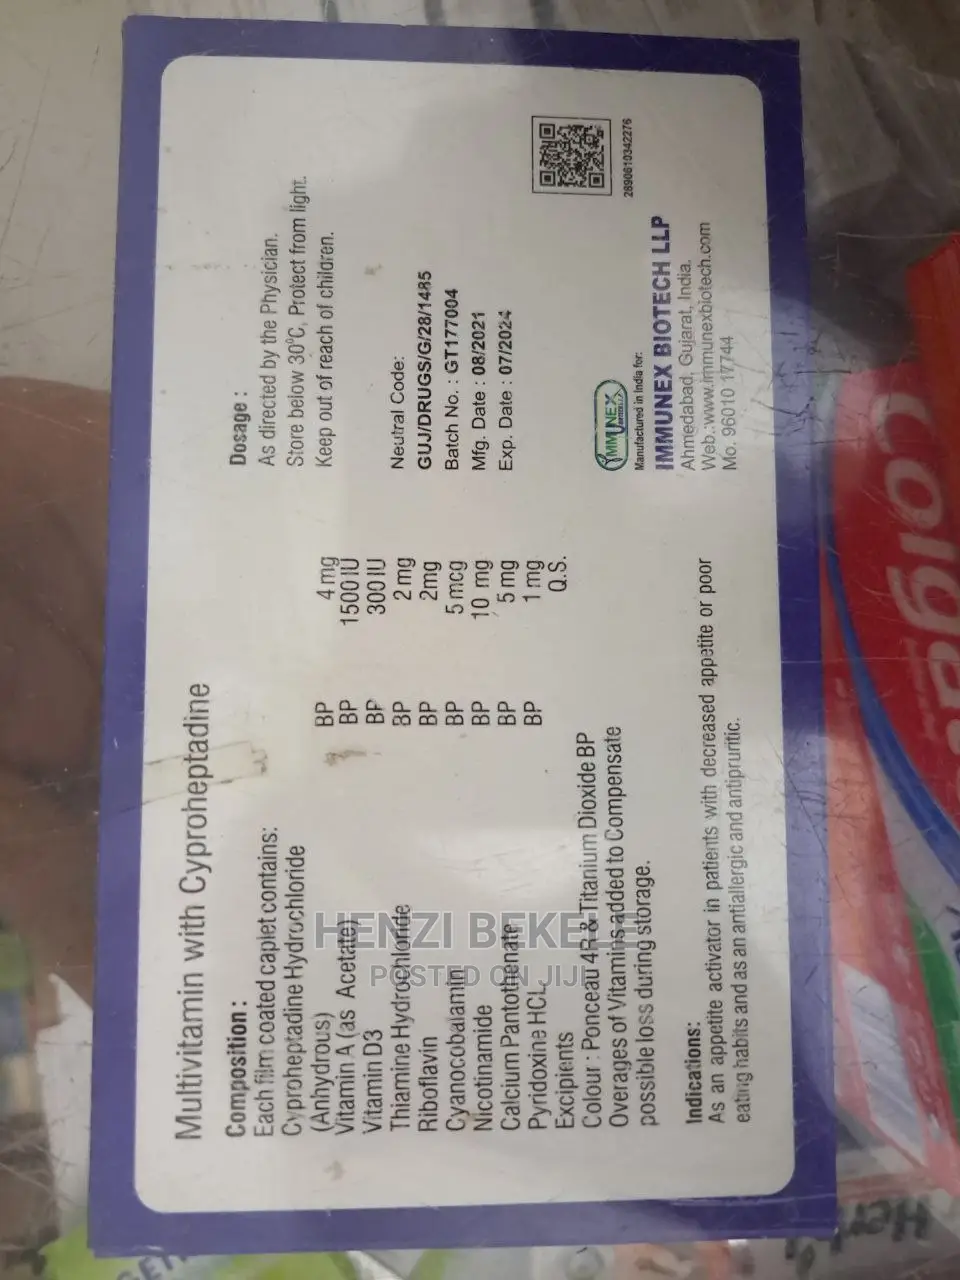 Multivitamin with Cyproheptadine
Composition :
Each film coated caplet contains:
Cyproheptadine Hydrochloride BP 4 mg
(Anhydrous)
Vitamin A (as Acetate) BP 1500 IU
Vitamin D3 BP 300 IU
Thiamine Hydrochloride BP 2 mg
Riboflavin BP 2mg
Cyanocobalamin BP 5 mcg
Nicotinamide BP 10 mg
Calcium Pantothenate BP 5 mg
Pyridoxine HCL BP 1 mg
Excipients Q.S.
Colour : Ponceau 4R & Titanium Dioxide BP
Overages of Vitamins added to Compensate
possible loss during storage.
Indications:
As an appetite activator in patients with decreased appetite or poor
eating habits and as an antiallergic and antipruritic.
Dosage :
As directed by the Physician.
Store below 30°C, Protect from light.
Keep out of reach of children.
Neutral Code:
GUJ/DRUGS/G/28/1485
Batch No. : GT177004
Mfg. Date : 08/2021
Exp. Date : 07/2024
2890610342276
IMMUNEX
Manufactured in India for:
IMMUNEX BIOTECH LLP
Ahmedabad, Gujarat, India.
Web.:www.immunexbiotech.com
Mo. 96010 17744
HENZI BEKE
POSTED ON JIJI
Colga